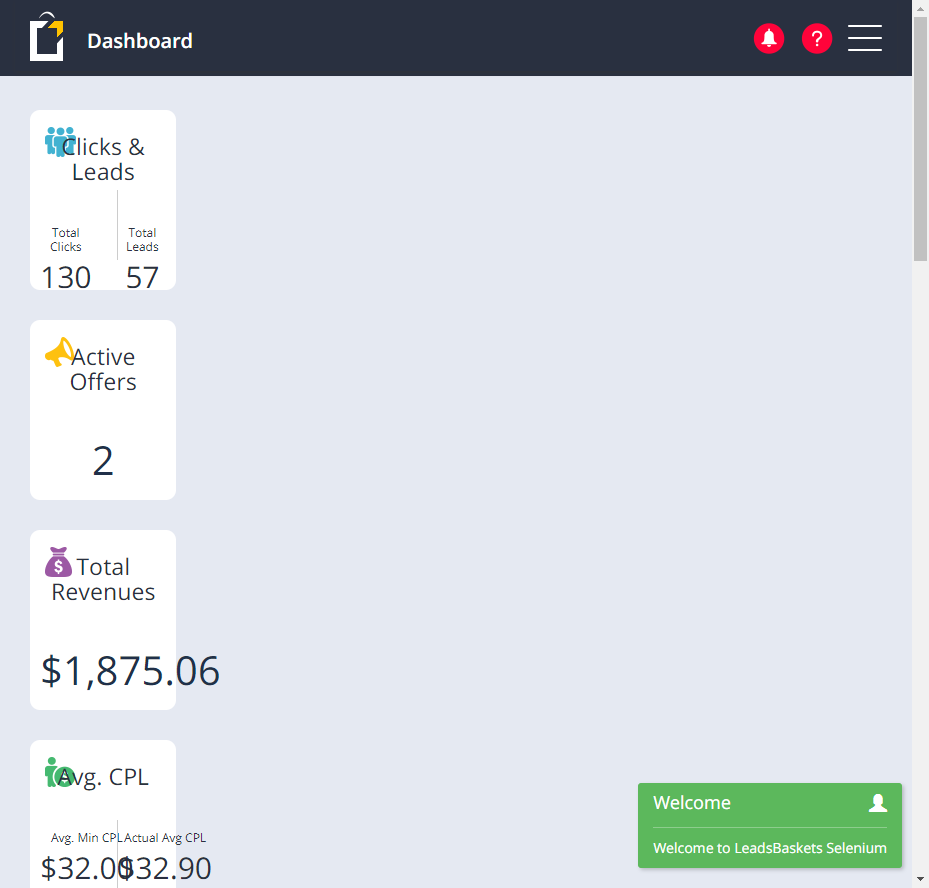 Dashboard
?
Clicks &
Leads
Total
Clicks
Total
Leads
130
57
Active
Offers
2
$
Total
Revenues
$1,875.06
Avg. CPL
Avg. Min CPL
Actual Avg CPL
$32.00
$32.90
Welcome
Welcome to LeadsBaskets Selenium